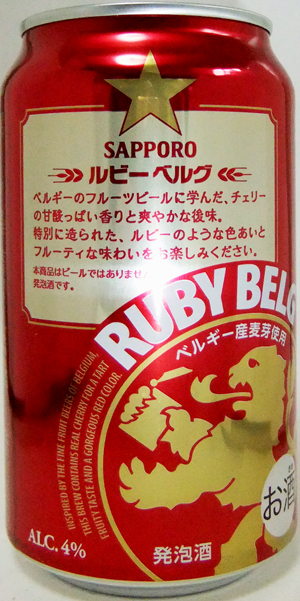 SAPPORO
ルビーベルグ
ベルギーのフルーツビールに学んだ、チェリー
の甘酸っぱい香りと爽やかな後味。
特別に造られた、ルビーのような色あいと
フルーティな味わいをお楽しみください。
本商品はビールではありません
発泡酒です。
RUBY BELG
ベルギー産麦芽使用
INSPIRED BY THE FINE FRUIT BEERS OF BELGIUM,
THIS BREW CONTAINS REAL CHERRY FOR A TART
FRUITY TASTE AND A GORGEOUS RED COLOR.
お酒
ALC. 4%
発泡酒